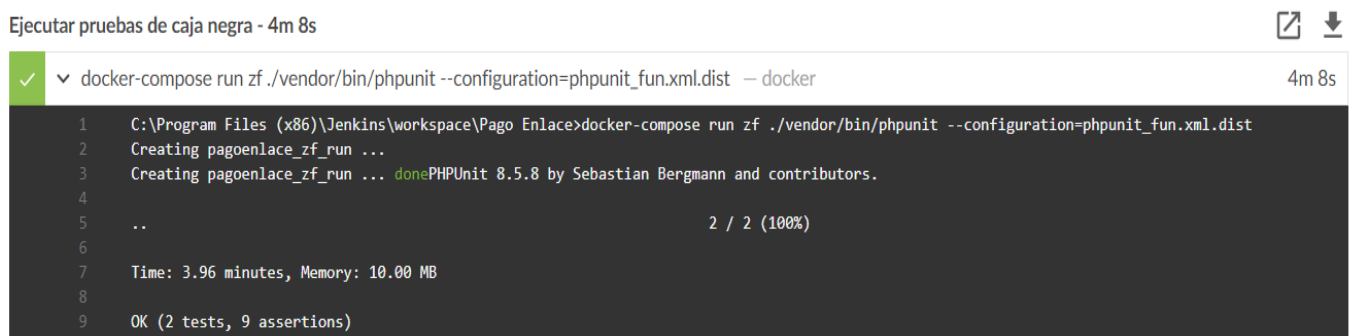 Ejecutar pruebas de caja negra - 4m 8s
docker-compose run zf ./vendor/bin/phpunit --configuration=phpunit_fun.xml.dist — docker 4m 8s
1 C:\Program Files (x86)\Jenkins\workspace\Pago Enlace>docker-compose run zf ./vendor/bin/phpunit --configuration=phpunit_fun.xml.dist
2 Creating pagoenlace_zf_run ...
3 Creating pagoenlace_zf_run ... donePHPUnit 8.5.8 by Sebastian Bergmann and contributors.
4
5 .. 2 / 2 (100%)
6
7 Time: 3.96 minutes, Memory: 10.00 MB
8
9 OK (2 tests, 9 assertions)